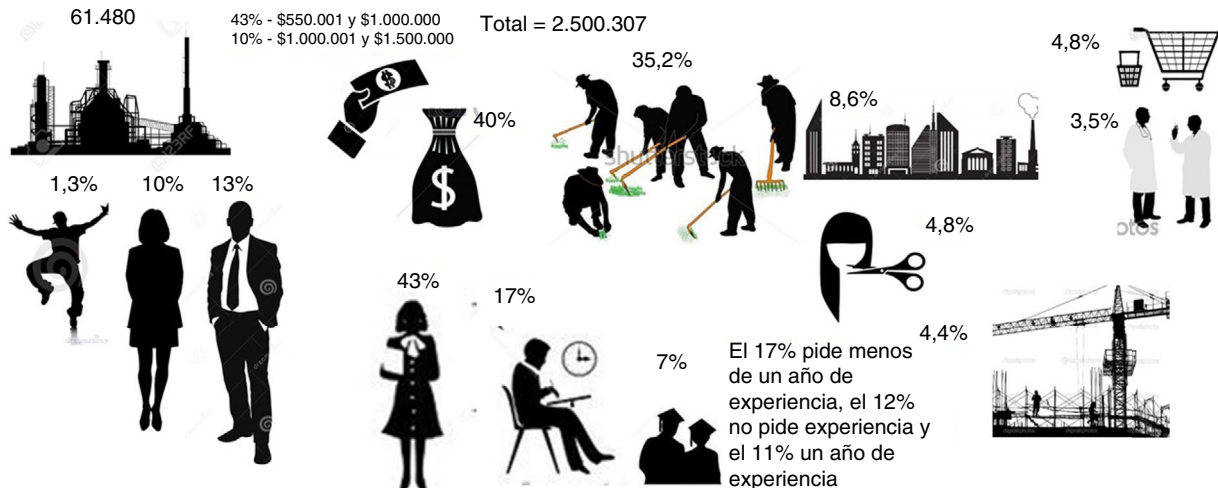 61.480
43% - $550.001 y $1.000.000
10% - $1.000.001 y $1.500.000
Total = 2.500.307
35,2%
4,8%
40%
8,6%
3,5%
shutterstock
1,3%
10%
13%
4,8%
43%
17%
4,4%
7%
El 17% pide menos
de un año de
experiencia, el 12%
no pide experiencia y
el 11% un año de
experiencia